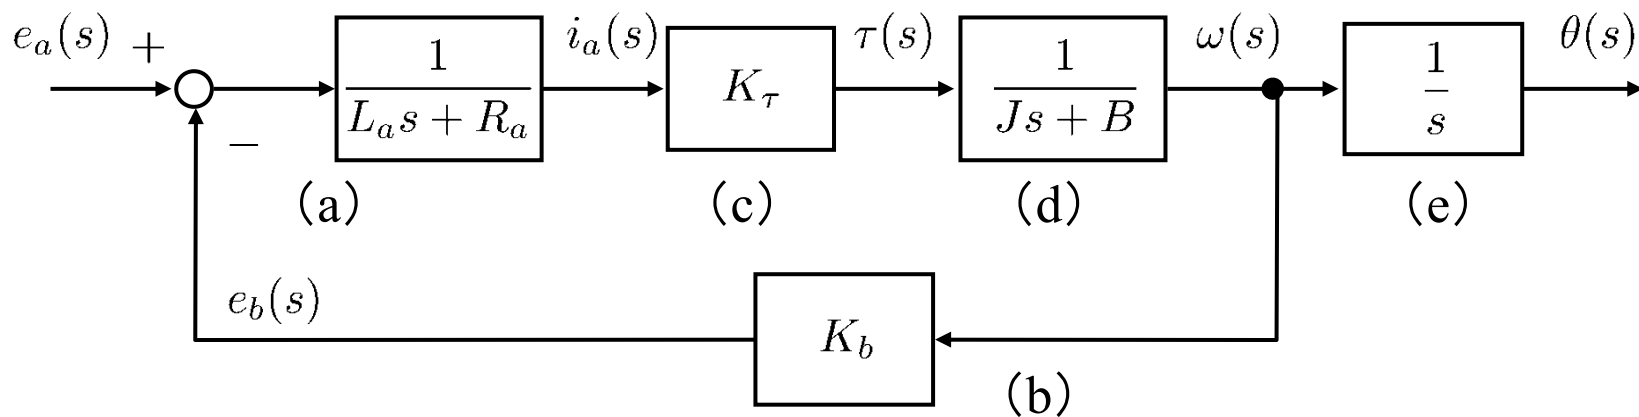 e_a(s) + i_a(s) τ(s) ω(s) θ(s)
1/(L_a s + R_a) K_τ 1/(Js + B) 1/s
−
(a) (c) (d) (e)
e_b(s)
K_b
(b)